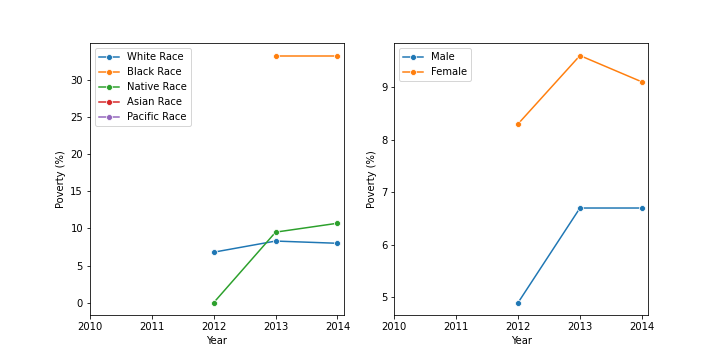 White Race
Black Race
Native Race
Asian Race
Pacific Race
Poverty (%)
30
25
20
15
10
5
0
2010 2011 2012 2013 2014
Year
Male
Female
Poverty (%)
9
8
7
6
5
2010 2011 2012 2013 2014
Year